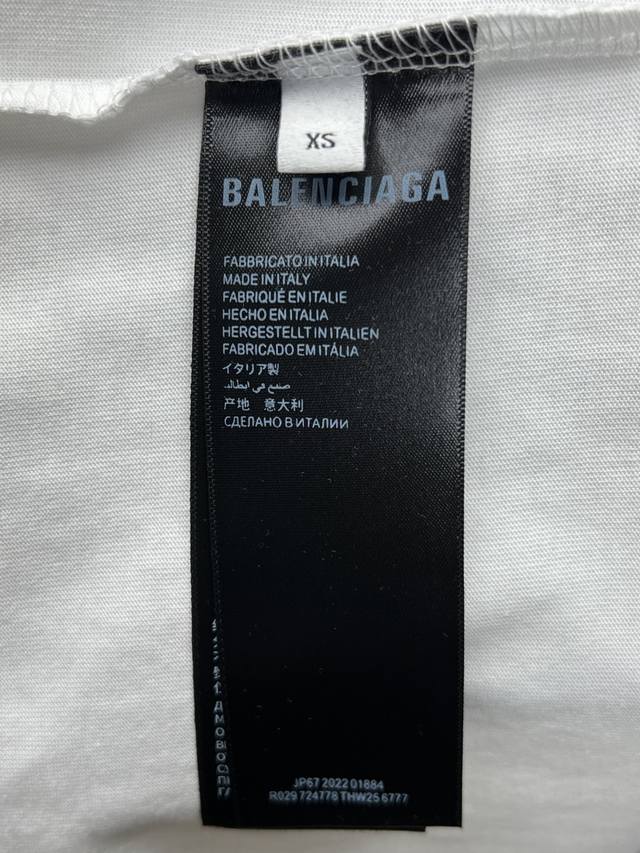 XS
BALENCIAGA
FABBRICATO IN ITALIA
MADE IN ITALY
FABRIQUÉ EN ITALIE
HECHO EN ITALIA
HERGESTELLT IN ITALIEN
FABRICADO EM ITÁLIA
イタリア製
صنع في ايطاليا
产地 意大利
СДЕЛАНО В ИТАЛИИ
JP67 2022 01884
R029 724778 THW25 6777